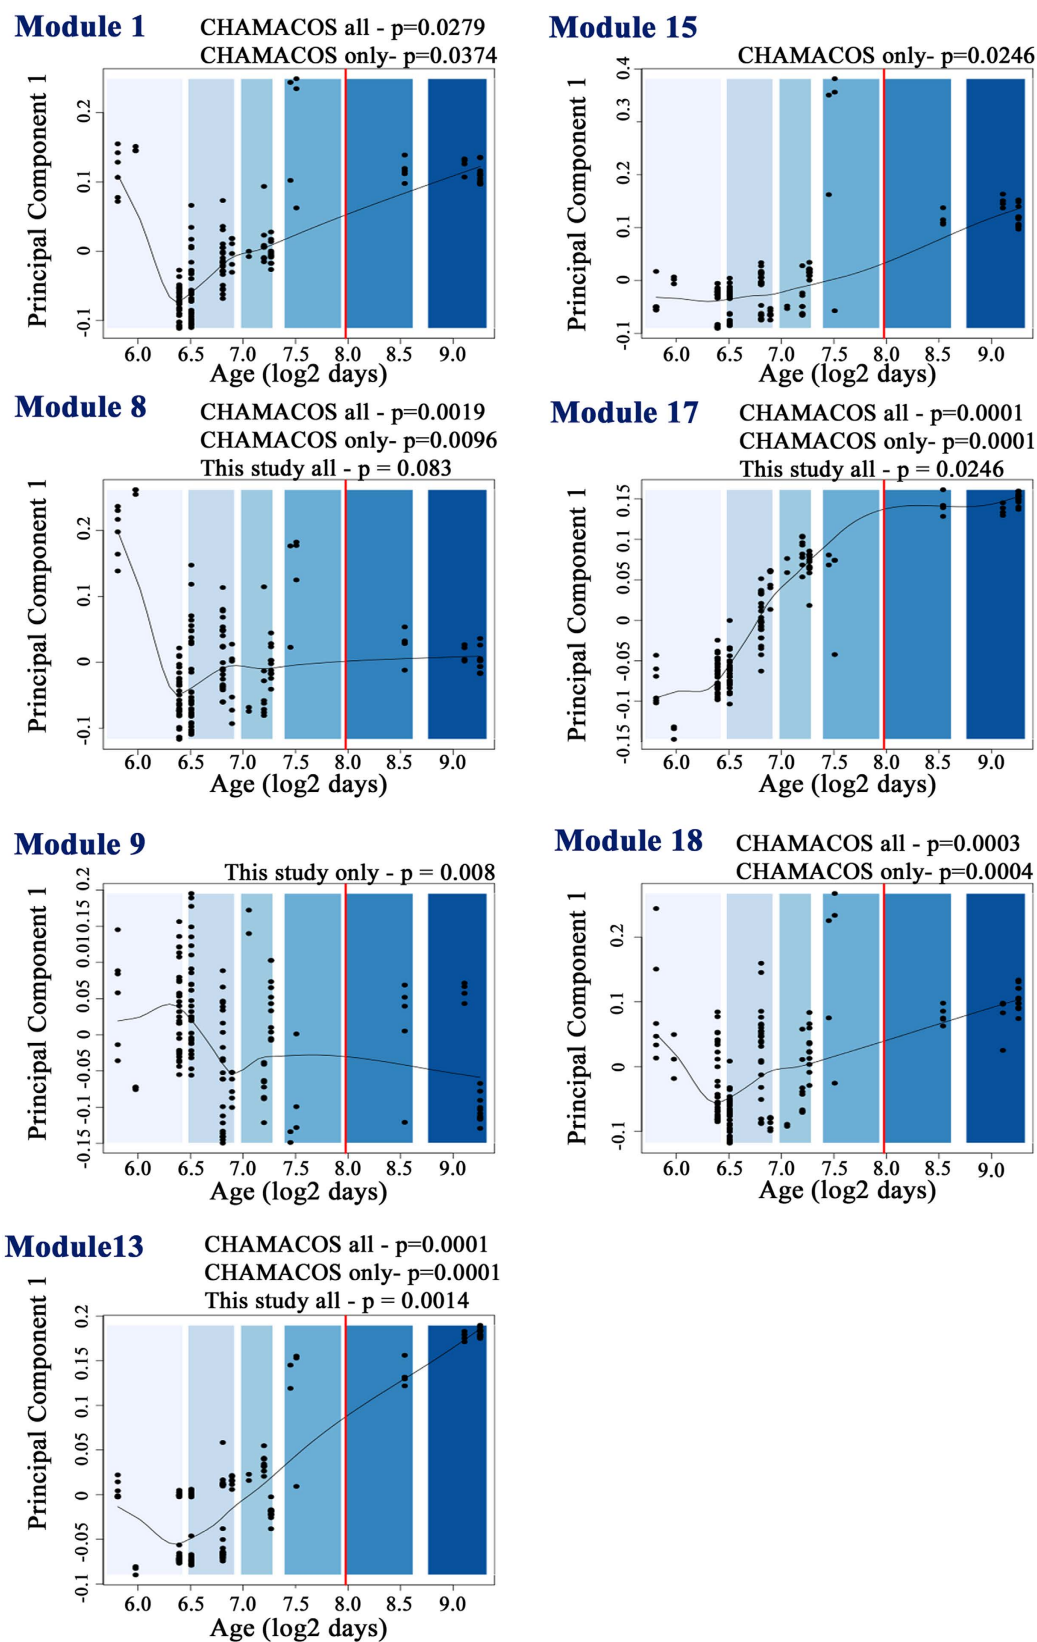 Module 1
CHAMACOS all - p=0.0279
CHAMACOS only- p=0.0374
Principal Component 1
0.2
0.1
0
-0.1
6.0 6.5 7.0 7.5 8.0 8.5 9.0
Age (log2 days)
Module 15
CHAMACOS only- p=0.0246
Principal Component 1
0.4
0.3
0.2
0.1
0
-0.1
6.0 6.5 7.0 7.5 8.0 8.5 9.0
Age (log2 days)
Module 8
CHAMACOS all - p=0.0019
CHAMACOS only- p=0.0096
This study all - p = 0.083
Principal Component 1
0.2
0.1
0
-0.1
6.0 6.5 7.0 7.5 8.0 8.5 9.0
Age (log2 days)
Module 17
CHAMACOS all - p=0.0001
CHAMACOS only- p=0.0001
This study all - p = 0.0246
Principal Component 1
0.15
0.1
0.05
0
-0.05
-0.1
-0.15
6.0 6.5 7.0 7.5 8.0 8.5 9.0
Age (log2 days)
Module 9
This study only - p = 0.008
Principal Component 1
0.2
0.15
0.01
0.05
0
-0.05
-0.1
-0.15
6.0 6.5 7.0 7.5 8.0 8.5 9.0
Age (log2 days)
Module 18
CHAMACOS all - p=0.0003
CHAMACOS only- p=0.0004
Principal Component 1
0.2
0.1
0
-0.1
6.0 6.5 7.0 7.5 8.0 8.5 9.0
Age (log2 days)
Module13
CHAMACOS all - p=0.0001
CHAMACOS only- p=0.0001
This study all - p = 0.0014
Principal Component 1
0.2
0.15
0.1
0.05
0
-0.05
-0.1
6.0 6.5 7.0 7.5 8.0 8.5 9.0
Age (log2 days)